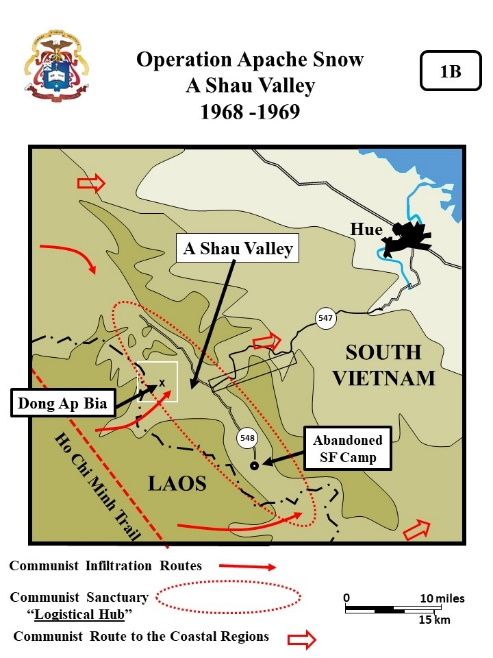 Operation Apache Snow
A Shau Valley
1968 -1969
1B
Hue
A Shau Valley
547
SOUTH
VIETNAM
Dong Ap Bia
x
548
Abandoned
SF Camp
Ho Chi Minh Trail
LAOS
Communist Infiltration Routes
Communist Sanctuary
“Logistical Hub”
Communist Route to the Coastal Regions
0 10 miles
15 km